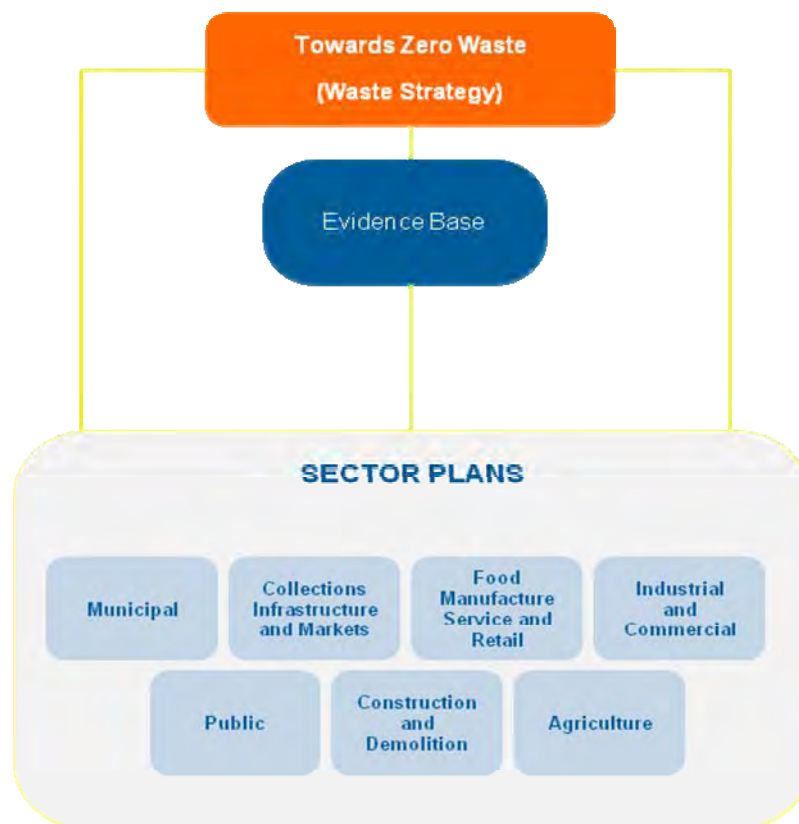 Towards Zero Waste
(Waste Strategy)
Evidence Base
SECTOR PLANS
Municipal
Collections
Infrastructure
and Markets
Food
Manufacture
Service and
Retail
Industrial
and
Commercial
Public
Construction
and
Demolition
Agriculture